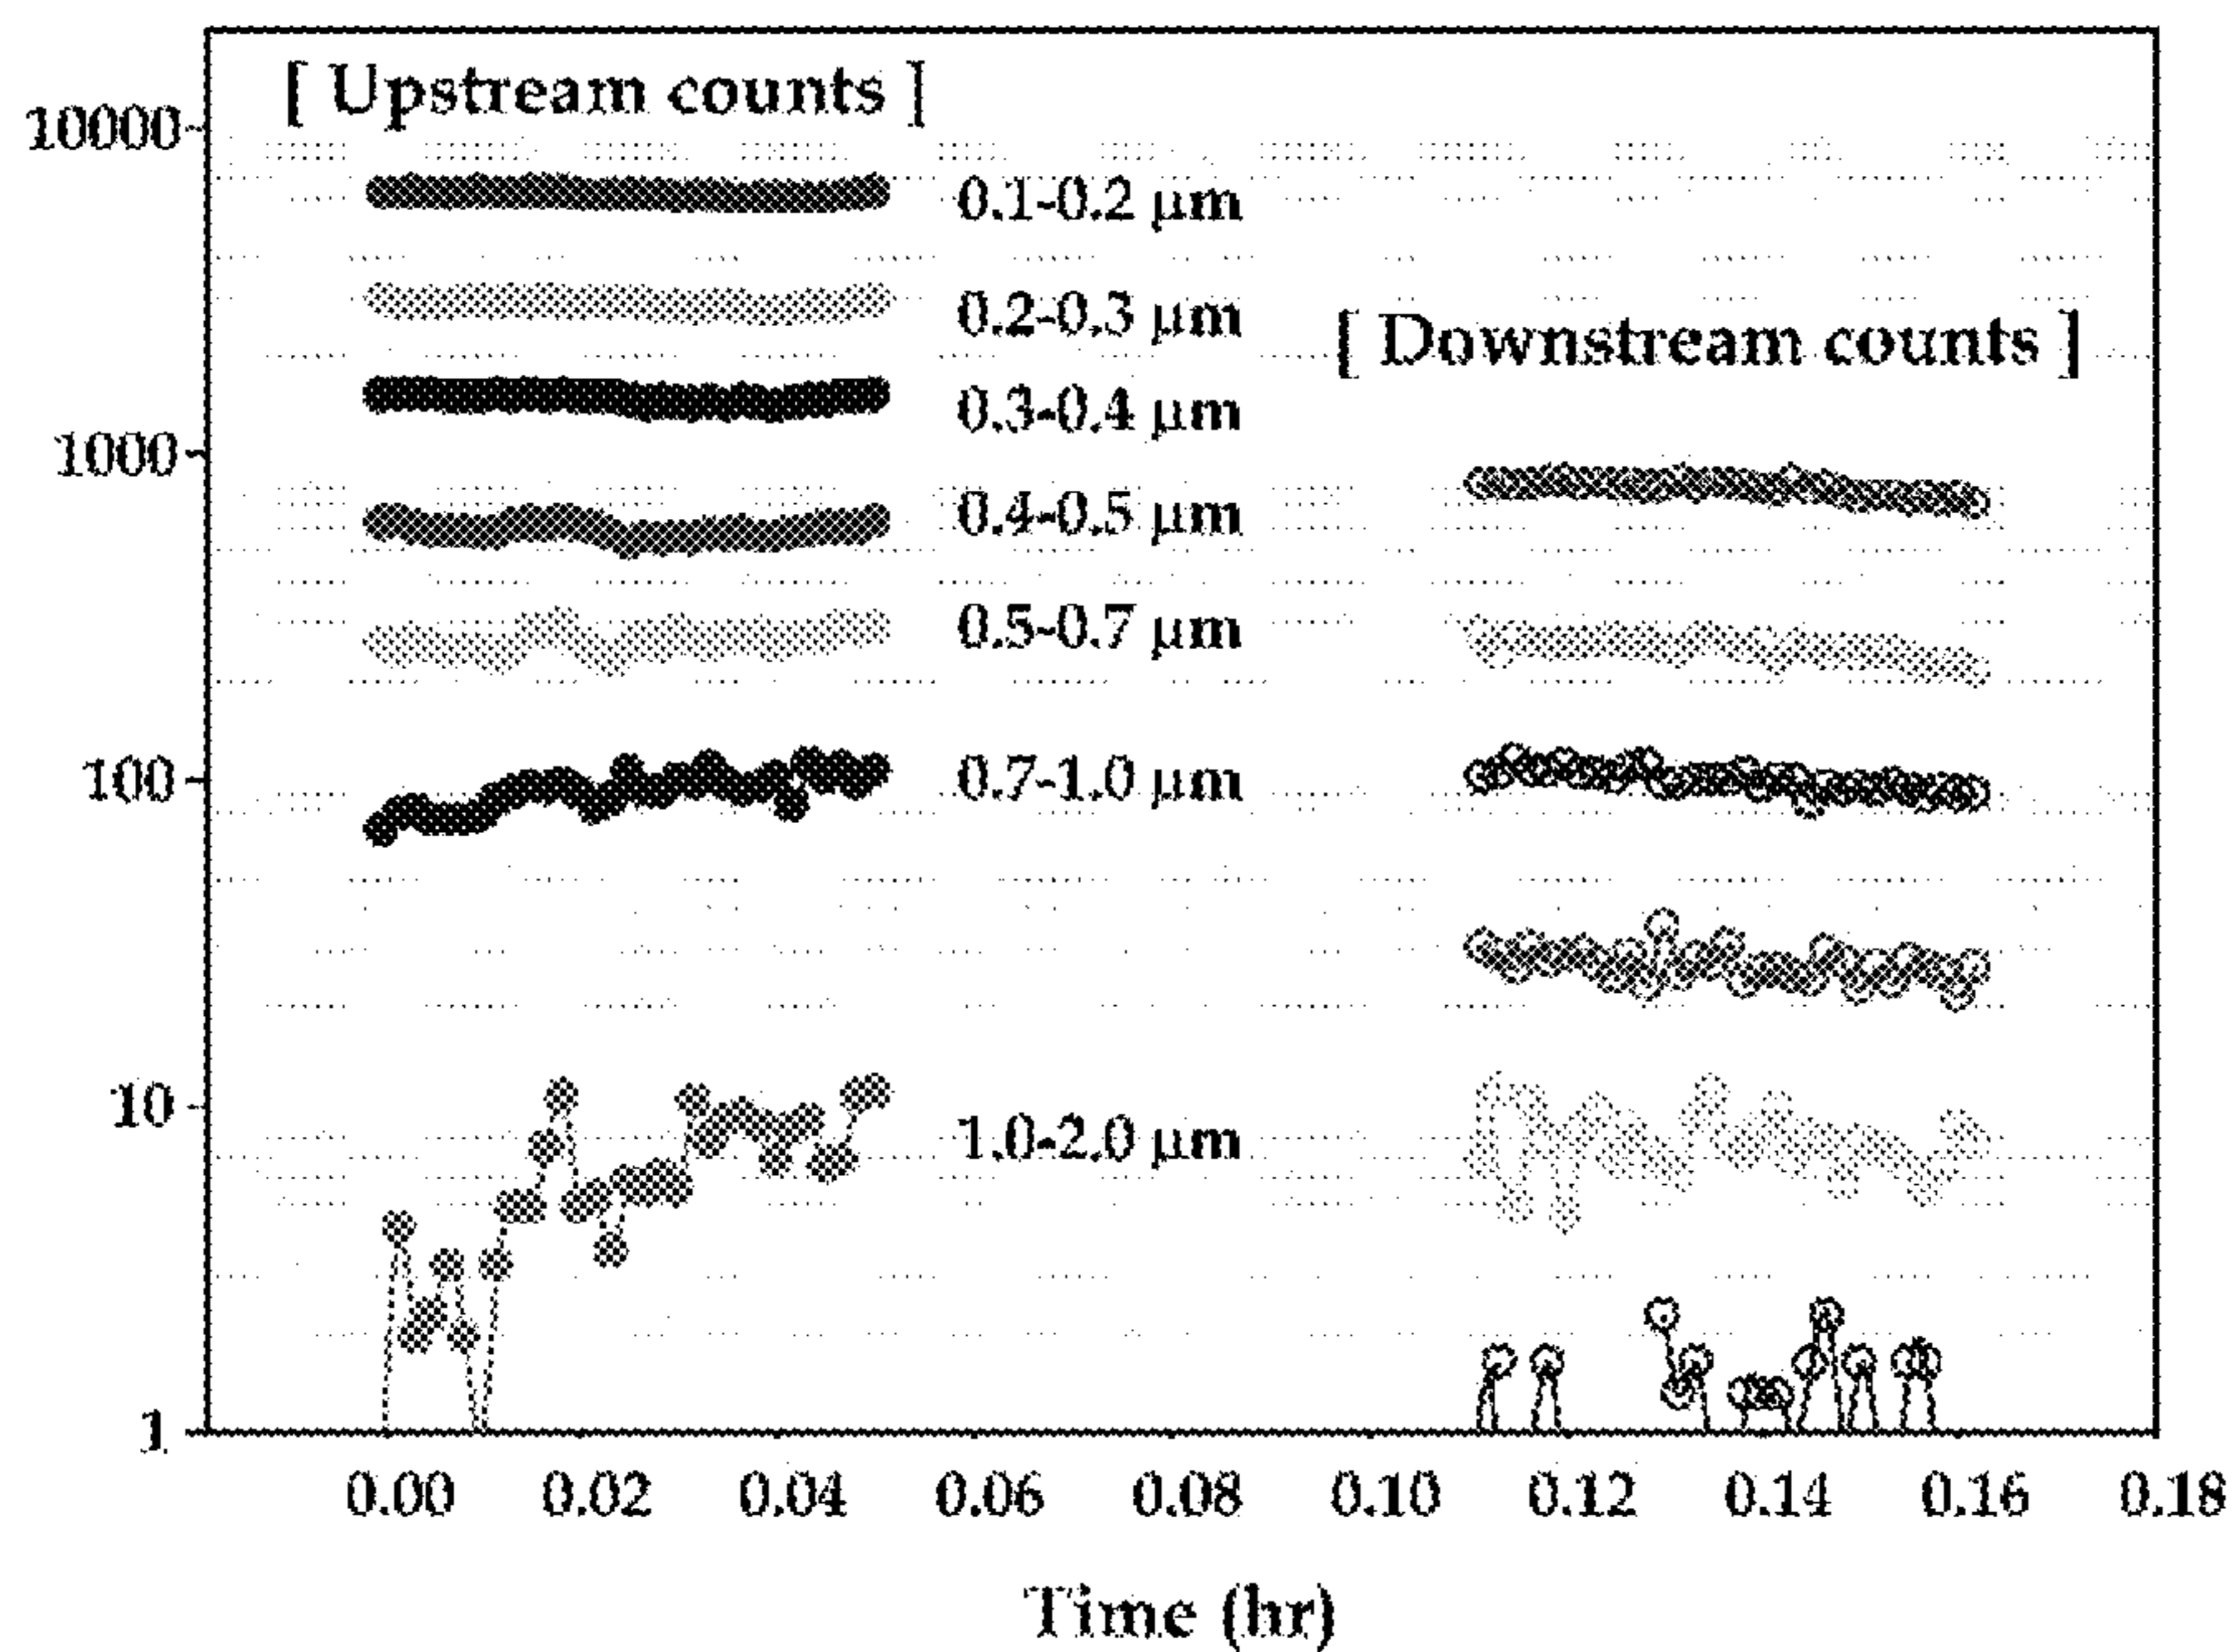 [ Upstream counts ]
10000
0.1-0.2 μm
0.2-0.3 μm
[ Downstream counts ]
0.3-0.4 μm
1000
0.4-0.5 μm
0.5-0.7 μm
100
0.7-1.0 μm
10
1.0-2.0 μm
1
0.00 0.02 0.04 0.06 0.08 0.10 0.12 0.14 0.16 0.18
Time (hr)